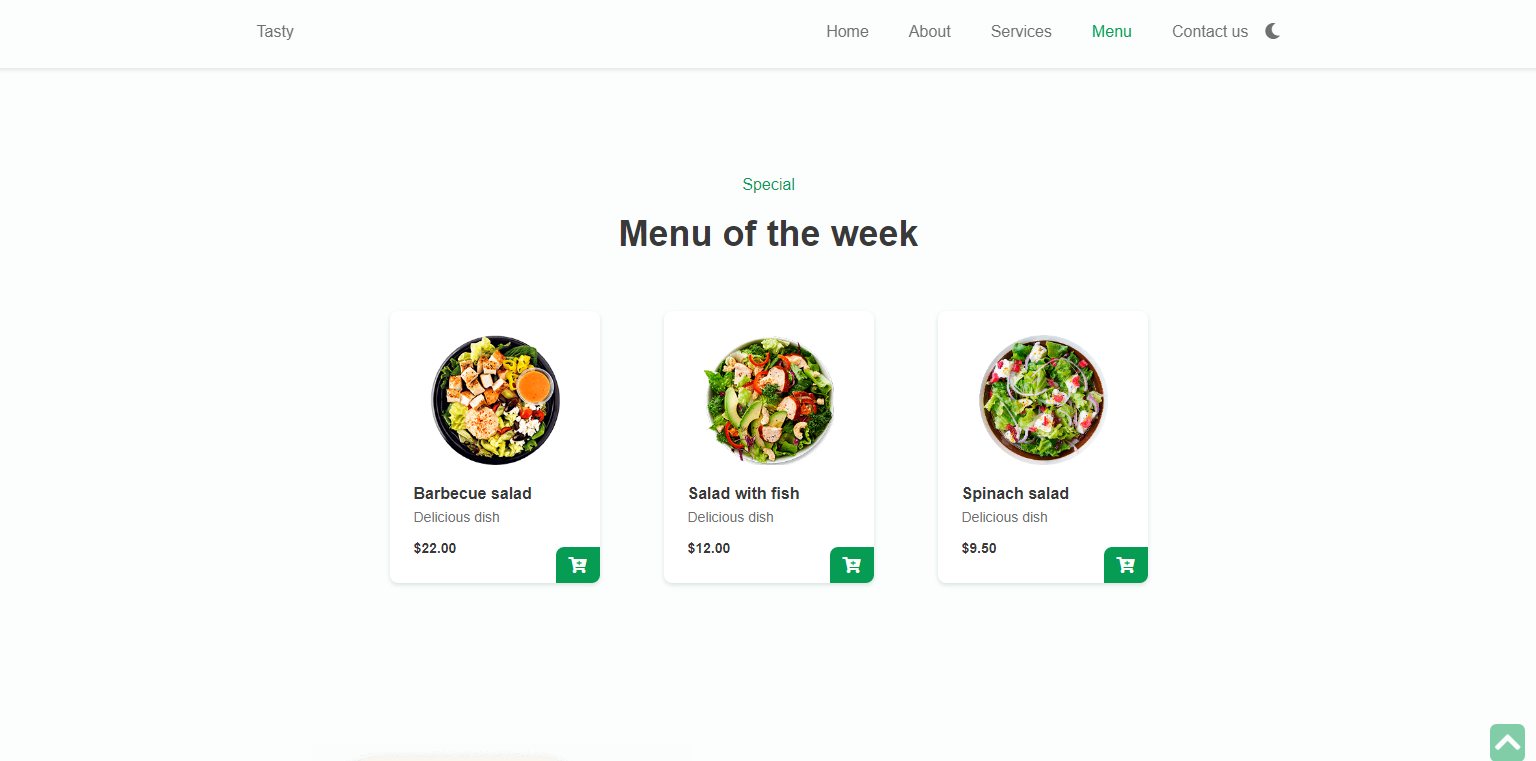 Tasty
Home About Services Menu Contact us
Special
Menu of the week
Barbecue salad
Delicious dish
$22.00
Salad with fish
Delicious dish
$12.00
Spinach salad
Delicious dish
$9.50